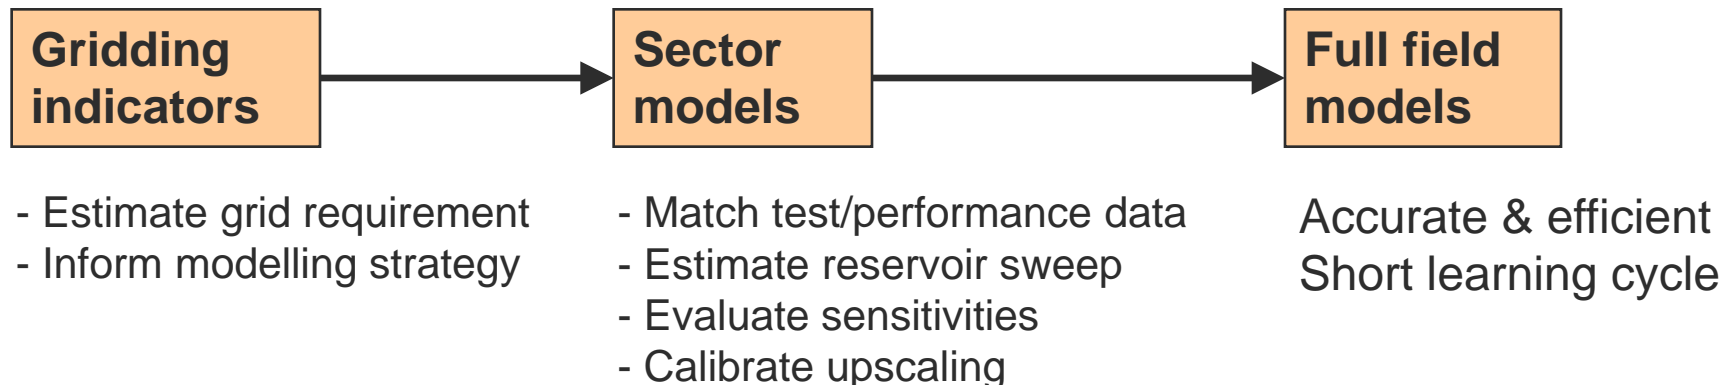 Gridding
indicators
Sector
models
Full field
models
- Estimate grid requirement
- Inform modelling strategy
- Match test/performance data
- Estimate reservoir sweep
- Evaluate sensitivities
- Calibrate upscaling
Accurate & efficient
Short learning cycle